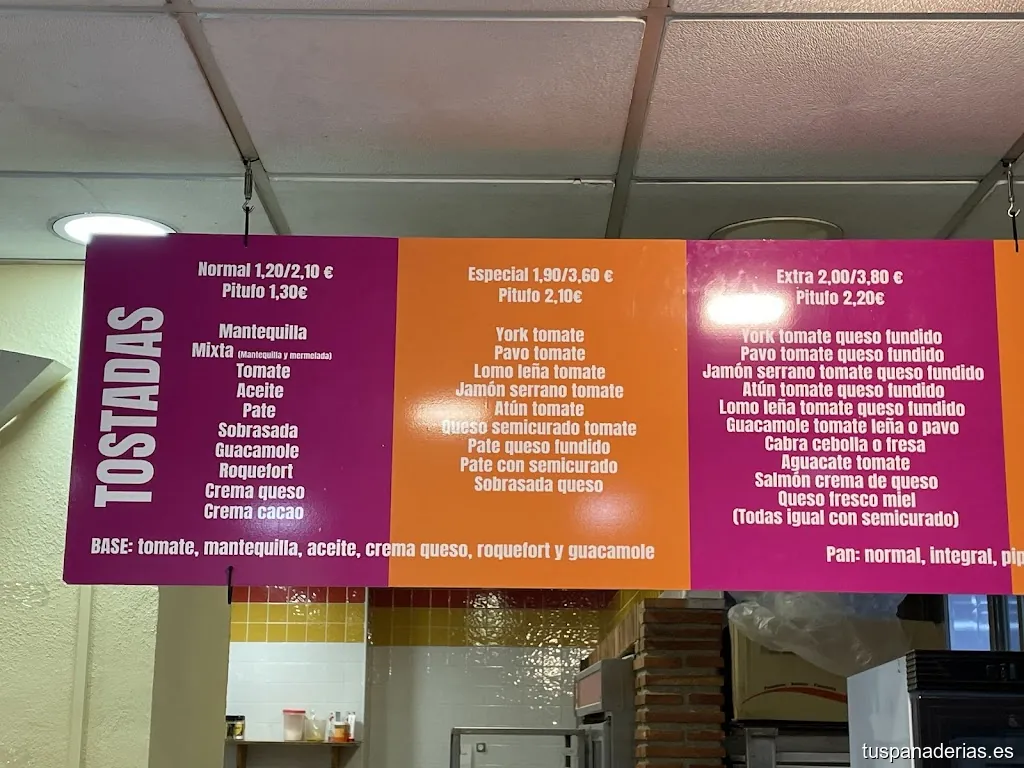 TOSTADAS
Normal 1,20/2,10 €
Pitufo 1,30€
Mantequilla
Mixta (Mantequilla y mermelada)
Tomate
Aceite
Pate
Sobrasada
Guacamole
Roquefort
Crema queso
Crema cacao
Especial 1,90/3,60 €
Pitufo 2,10€
York tomate
Pavo tomate
Lomo leña tomate
Jamón serrano tomate
Atún tomate
Queso semicurado tomate
Pate queso fundido
Pate con semicurado
Sobrasada queso
Extra 2,00/3,80 €
Pitufo 2,20€
York tomate queso fundido
Pavo tomate queso fundido
Jamón serrano tomate queso fundido
Atún tomate queso fundido
Lomo leña tomate queso fundido
Guacamole tomate leña o pavo
Cabra cebolla o fresa
Aguacate tomate
Salmón crema de queso
Queso fresco miel
(Todas igual con semicurado)
BASE: tomate, mantequilla, aceite, crema queso, roquefort y guacamole
Pan: normal, integral, pip
tuspanaderias.es